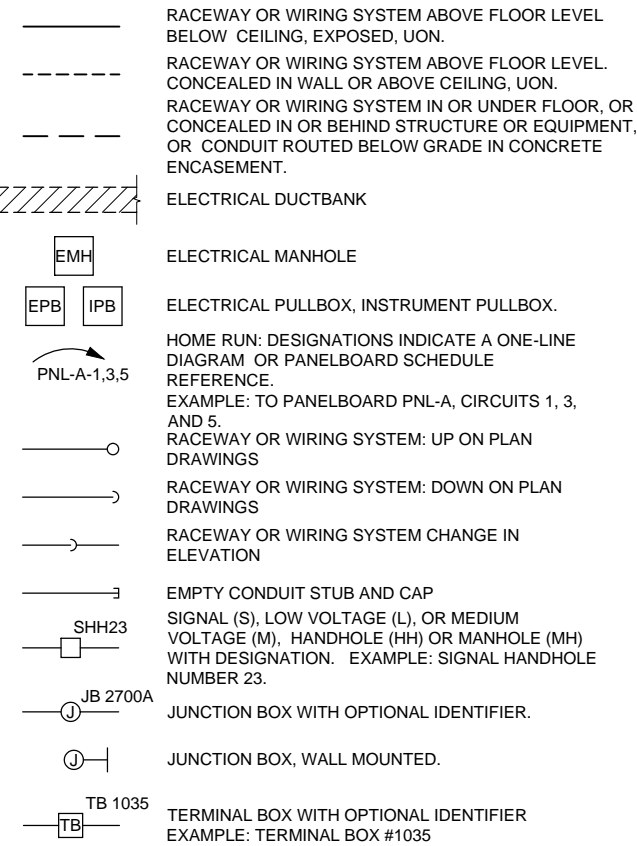 RACEWAY OR WIRING SYSTEM ABOVE FLOOR LEVEL
BELOW CEILING, EXPOSED, UON.
RACEWAY OR WIRING SYSTEM ABOVE FLOOR LEVEL.
CONCEALED IN WALL OR ABOVE CEILING, UON.
RACEWAY OR WIRING SYSTEM IN OR UNDER FLOOR, OR
CONCEALED IN OR BEHIND STRUCTURE OR EQUIPMENT,
OR CONDUIT ROUTED BELOW GRADE IN CONCRETE
ENCASEMENT.
ELECTRICAL DUCTBANK
EMH
ELECTRICAL MANHOLE
EPB IPB
ELECTRICAL PULLBOX, INSTRUMENT PULLBOX.
PNL-A-1,3,5
HOME RUN: DESIGNATIONS INDICATE A ONE-LINE
DIAGRAM OR PANELBOARD SCHEDULE
REFERENCE.
EXAMPLE: TO PANELBOARD PNL-A, CIRCUITS 1, 3,
AND 5.
RACEWAY OR WIRING SYSTEM: UP ON PLAN
DRAWINGS
RACEWAY OR WIRING SYSTEM: DOWN ON PLAN
DRAWINGS
RACEWAY OR WIRING SYSTEM CHANGE IN
ELEVATION
EMPTY CONDUIT STUB AND CAP
SHH23
SIGNAL (S), LOW VOLTAGE (L), OR MEDIUM
VOLTAGE (M), HANDHOLE (HH) OR MANHOLE (MH)
WITH DESIGNATION. EXAMPLE: SIGNAL HANDHOLE
NUMBER 23.
JB 2700A
J
JUNCTION BOX WITH OPTIONAL IDENTIFIER.
J
JUNCTION BOX, WALL MOUNTED.
TB 1035
TB
TERMINAL BOX WITH OPTIONAL IDENTIFIER
EXAMPLE: TERMINAL BOX #1035